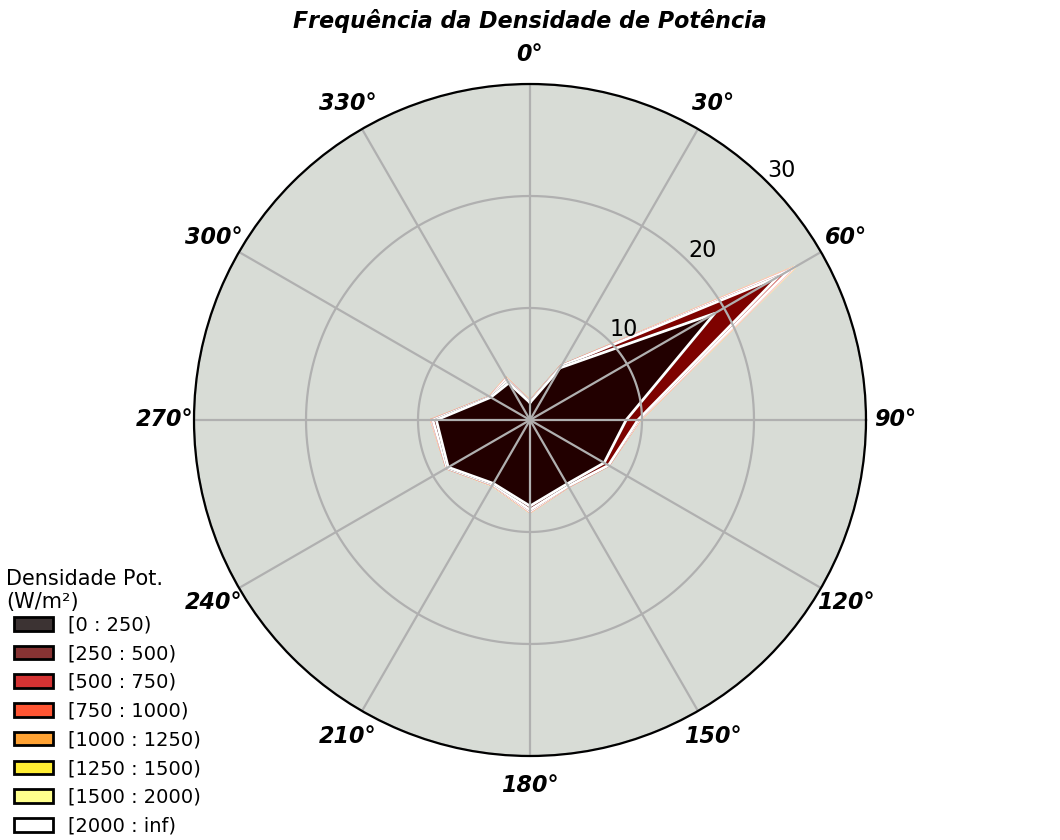 Frequência da Densidade de Potência
0°
330°
30°
30
300°
60°
20
10
270°
90°
240°
120°
210°
150°
180°
Densidade Pot.
(W/m²)
[0 : 250)
[250 : 500)
[500 : 750)
[750 : 1000)
[1000 : 1250)
[1250 : 1500)
[1500 : 2000)
[2000 : inf)